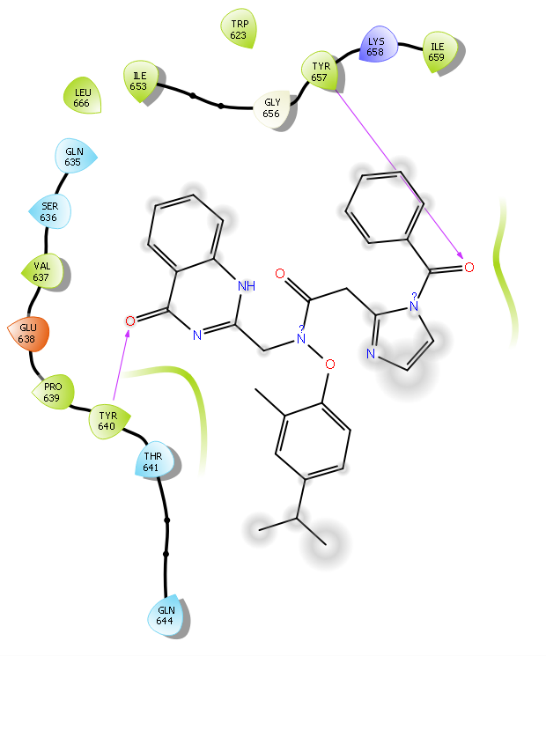 TRP
623
LYS
658
ILE
659
TYR
657
ILE
653
LEU
666
GLY
656
GLN
635
SER
636
VAL
637
GLU
638
PRO
639
TYR
640
THR
641
GLN
644
NH
O
N
O
?
N
O
?
N
N
O